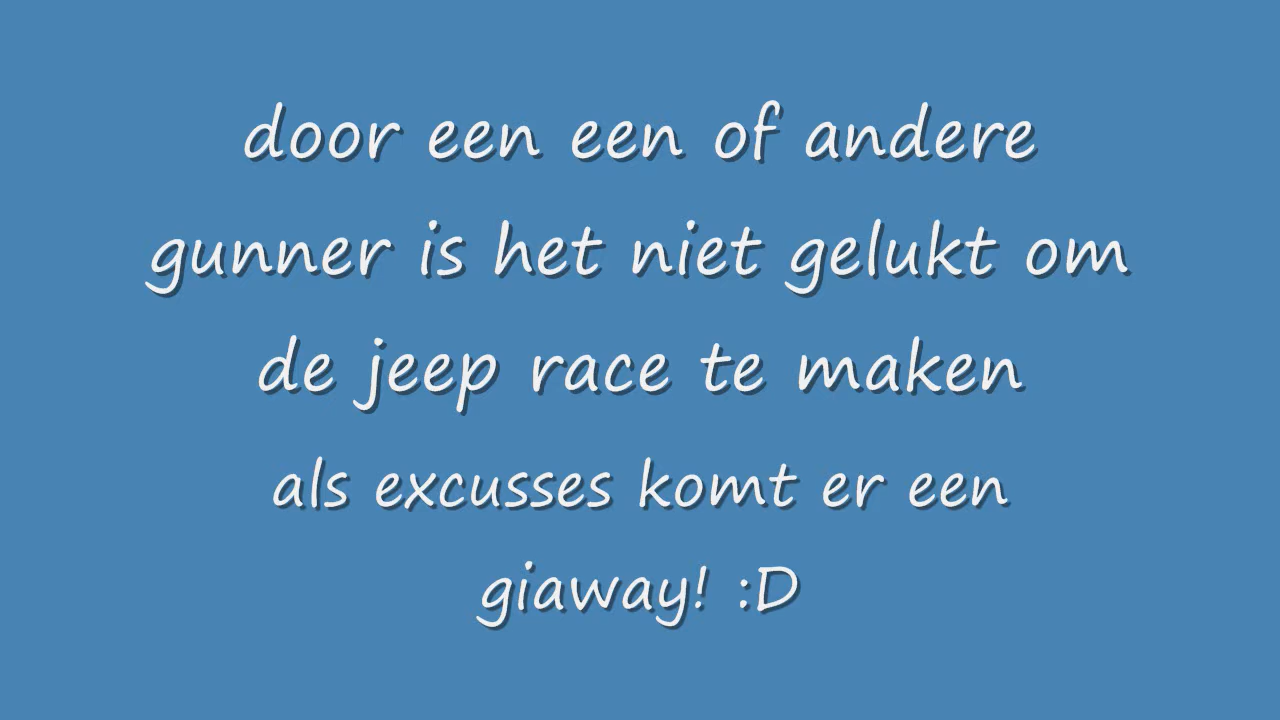 door een een of andere
gunner is het niet gelukt om
de jeep race te maken
als excusses komt er een
giaway! :D